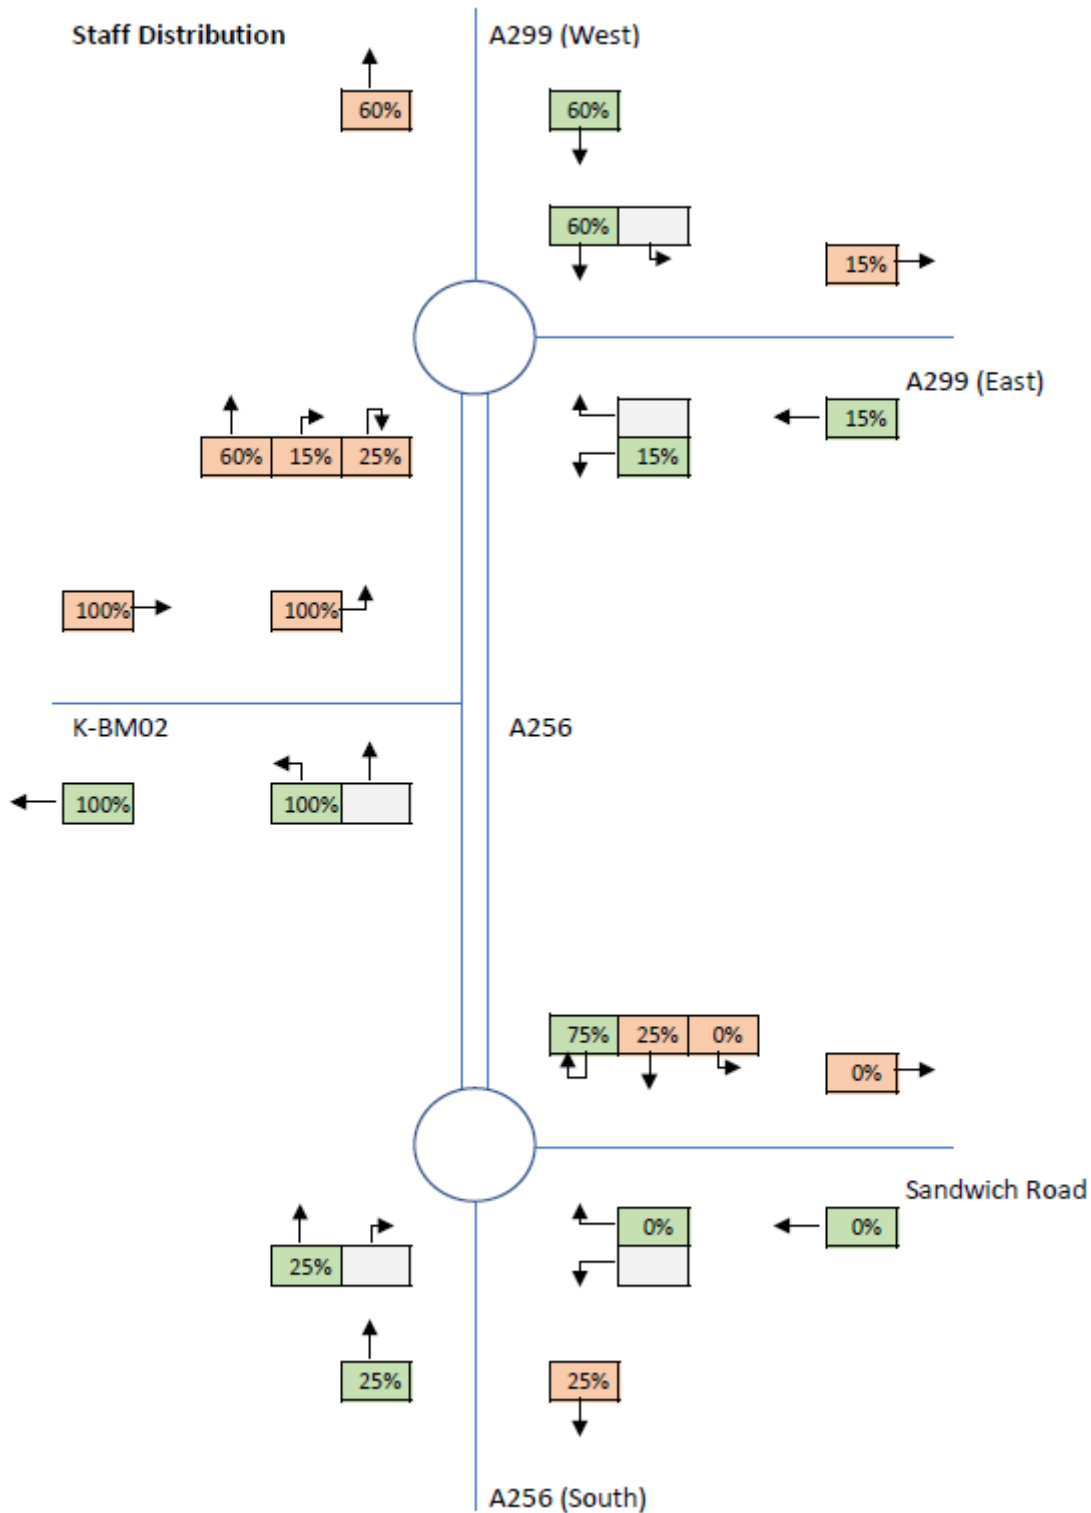 Staff Distribution
A299 (West)
60%
60%
60%
15%
A299 (East)
15%
60% 15% 25%
15%
100%
100%
K-BM02
A256
100%
100%
75% 25% 0%
0%
Sandwich Road
0%
0%
25%
25%
25%
A256 (South)